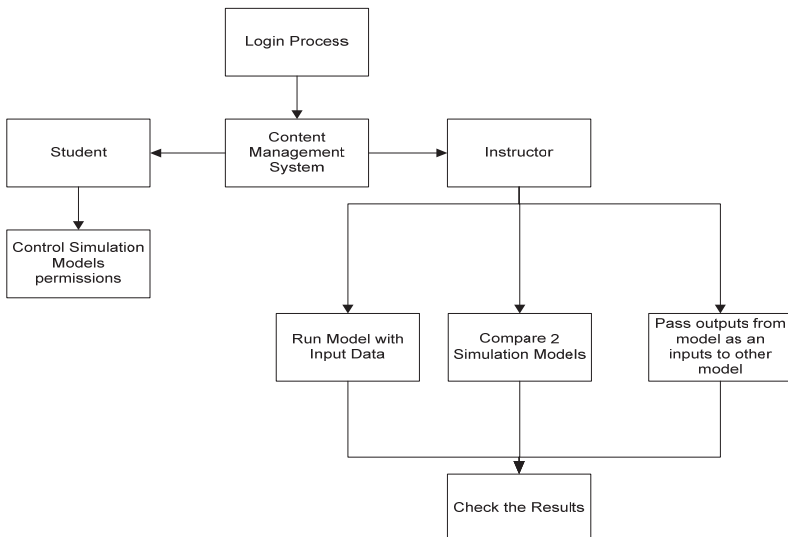 Login Process
Student
Content
Management
System
Instructor
Control Simulation
Models
permissions
Run Model with
Input Data
Compare 2
Simulation Models
Pass outputs from
model as an
inputs to other
model
Check the Results